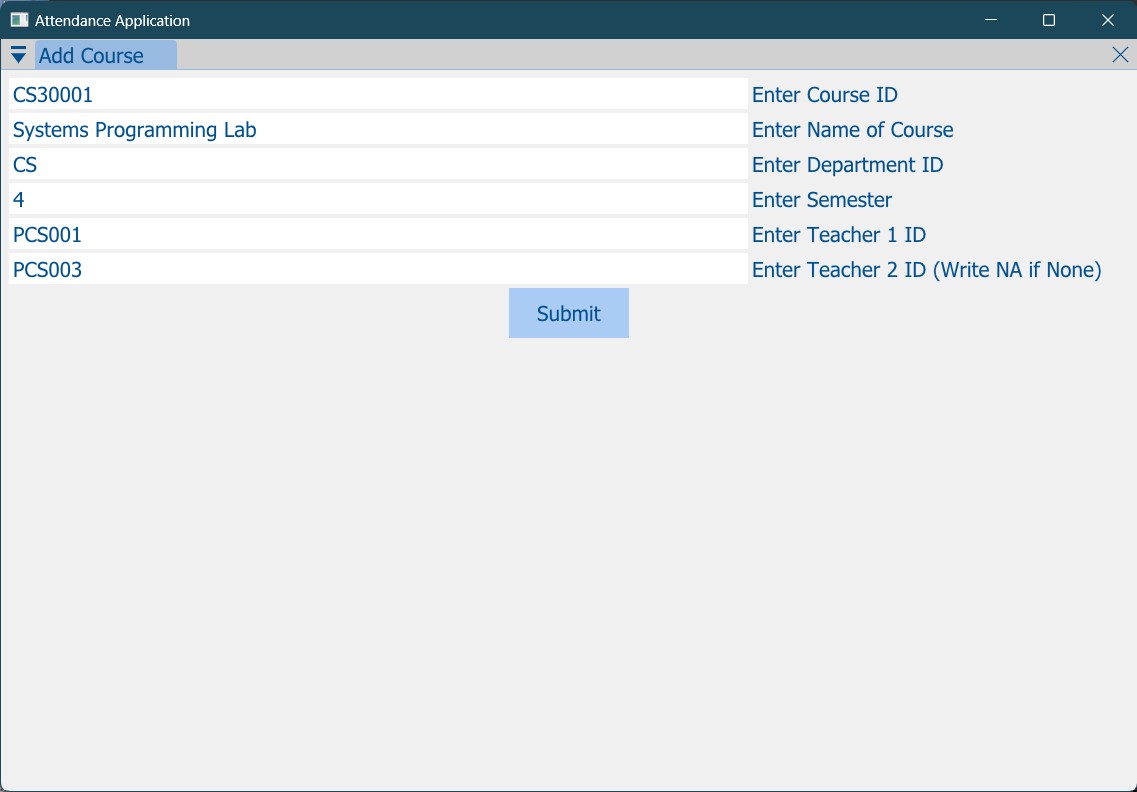 Attendance Application
Add Course
CS30001 Enter Course ID
Systems Programming Lab Enter Name of Course
CS Enter Department ID
4 Enter Semester
PCS001 Enter Teacher 1 ID
PCS003 Enter Teacher 2 ID (Write NA if None)
Submit